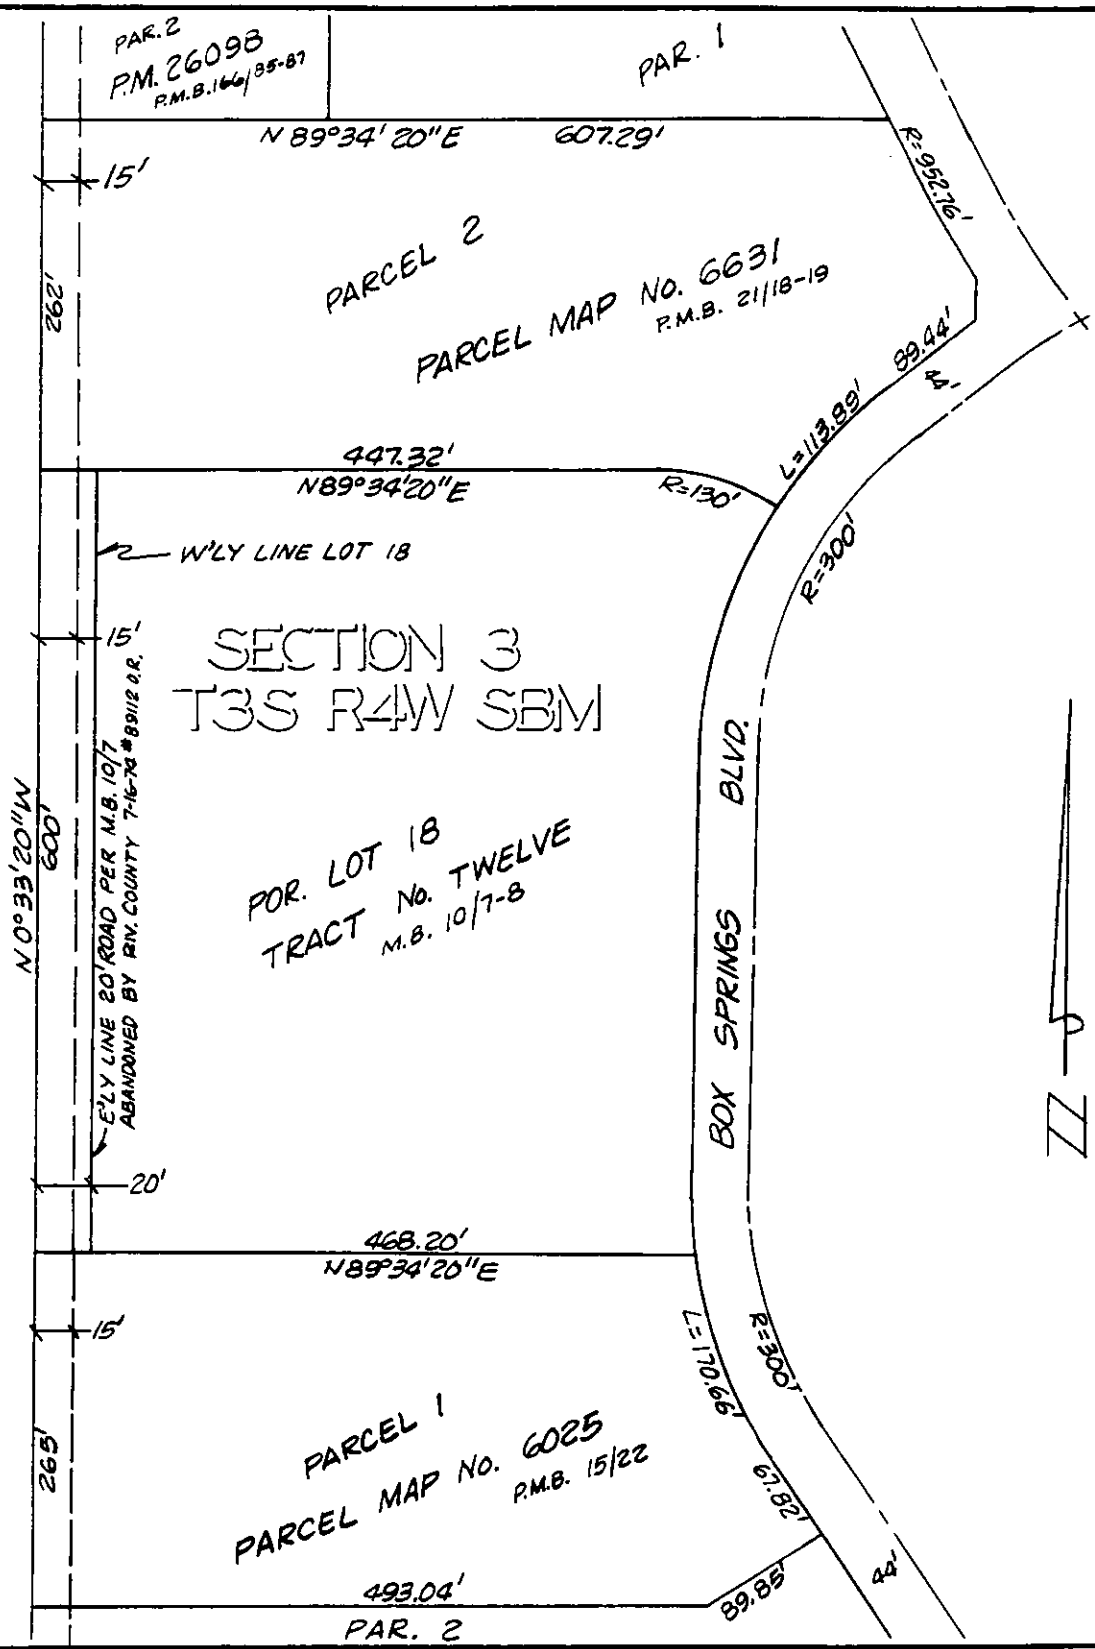 PAR. 2
P.M. 26098
P.M.B. 166/85-87
PAR. 1
N 89°34'20"E 607.29'
15'
R=952.76'
262'
PARCEL 2
PARCEL MAP No. 6631
P.M.B. 21/18-19
89.44'
L=113.89'
447.32'
N89°34'20"E
R=130'
R=300'
W'LY LINE LOT 18
15'
SECTION 3
T3S R4W SBM
N 0°33'20"W
600'
E'LY LINE 20' ROAD PER M.B. 10/7
ABANDONED BY RIV. COUNTY 7-16-74 #89112 O.R.
POR. LOT 18
TRACT No. TWELVE
M.B. 10/7-8
BOX SPRINGS BLVD.
20'
468.20'
N89°34'20"E
15'
L=170.66'
R=300'
265'
PARCEL 1
PARCEL MAP No. 6025
P.M.B. 15/22
67.82'
493.04'
89.85'
44'
PAR. 2